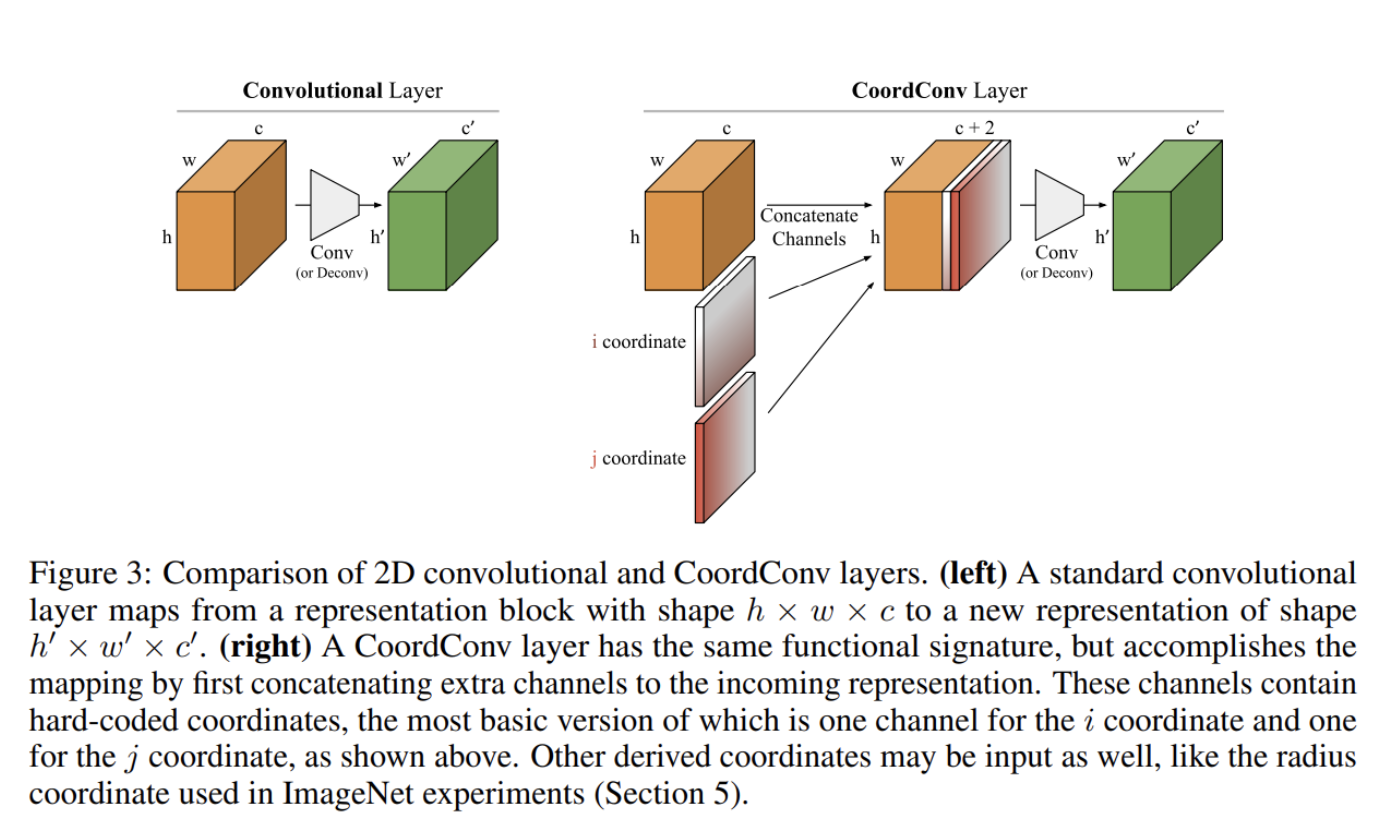 Convolutional Layer
CoordConv Layer
c
c′
w
w′
h
h′
Conv
(or Deconv)
c
c + 2
c′
w
w
w′
Concatenate
Channels
h
h
h′
Conv
(or Deconv)
i coordinate
j coordinate
Figure 3: Comparison of 2D convolutional and CoordConv layers. (left) A standard convolutional
layer maps from a representation block with shape h × w × c to a new representation of shape
h′ × w′ × c′. (right) A CoordConv layer has the same functional signature, but accomplishes the
mapping by first concatenating extra channels to the incoming representation. These channels contain
hard-coded coordinates, the most basic version of which is one channel for the i coordinate and one
for the j coordinate, as shown above. Other derived coordinates may be input as well, like the radius
coordinate used in ImageNet experiments (Section 5).